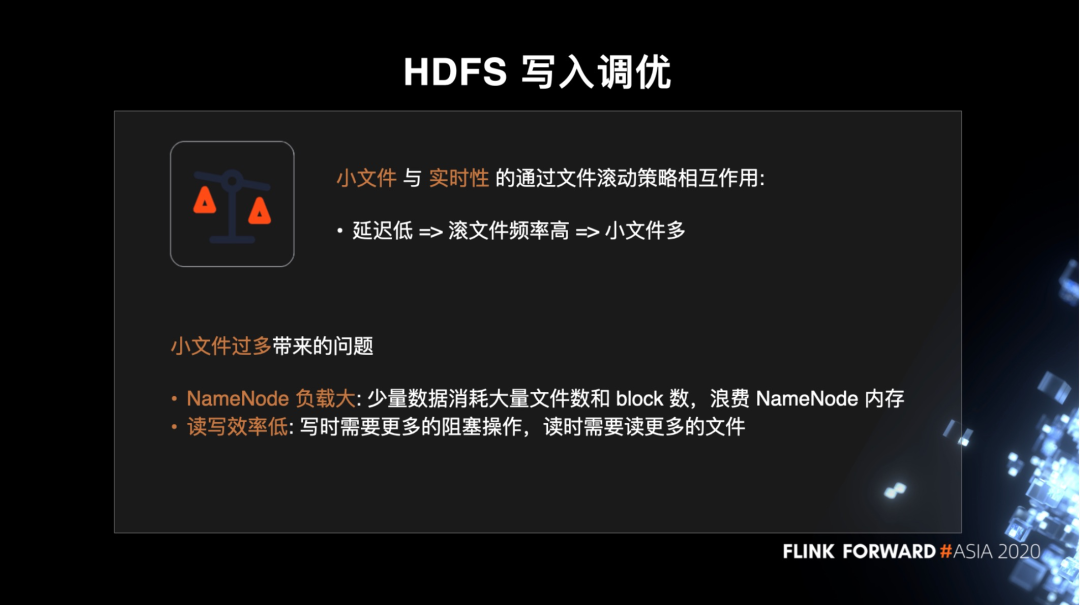 HDFS 写入调优
小文件 与 实时性 的通过文件滚动策略相互作用:
• 延迟低 => 滚文件频率高 => 小文件多
小文件过多带来的问题
• NameNode 负载大: 少量数据消耗大量文件数和 block 数，浪费 NameNode 内存
• 读写效率低: 写时需要更多的阻塞操作，读时需要读更多的文件
FLINK FORWARD #ASIA 2020